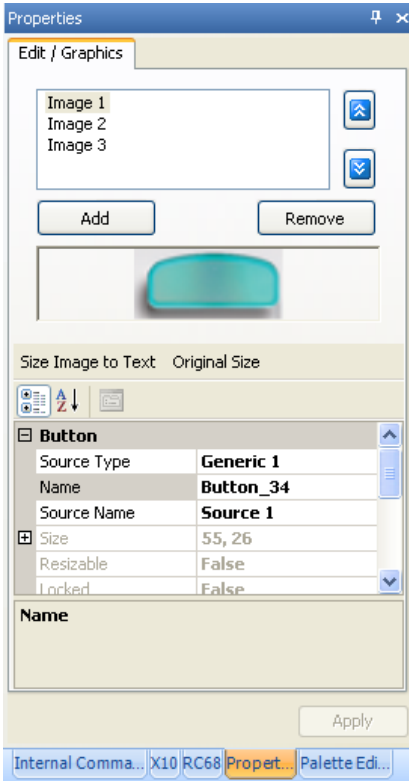 Properties
Edit / Graphics
Image 1
Image 2
Image 3
Add Remove
Size Image to Text Original Size
Button
Source Type Generic 1
Name Button_34
Source Name Source 1
Size 55, 26
Resizable False
Locked False
Name
Apply
Internal Comma... X10 RC68 Propert... Palette Edi...